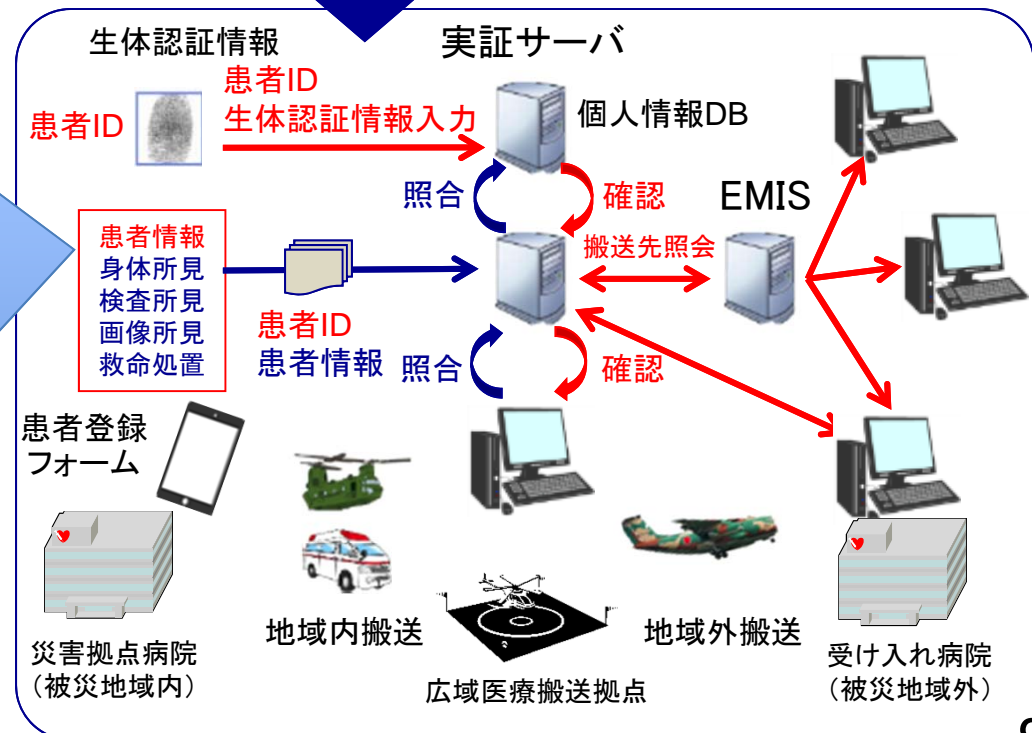 生体認証情報
実証サーバ
患者ID
患者ID
生体認証情報入力
個人情報DB
照合
確認
EMIS
患者情報
身体所見
検査所見
画像所見
救命処置
搬送先照会
患者ID
患者情報
照合
確認
患者登録
フォーム
地域内搬送
地域外搬送
災害拠点病院
（被災地域内）
広域医療搬送拠点
受け入れ病院
（被災地域外）